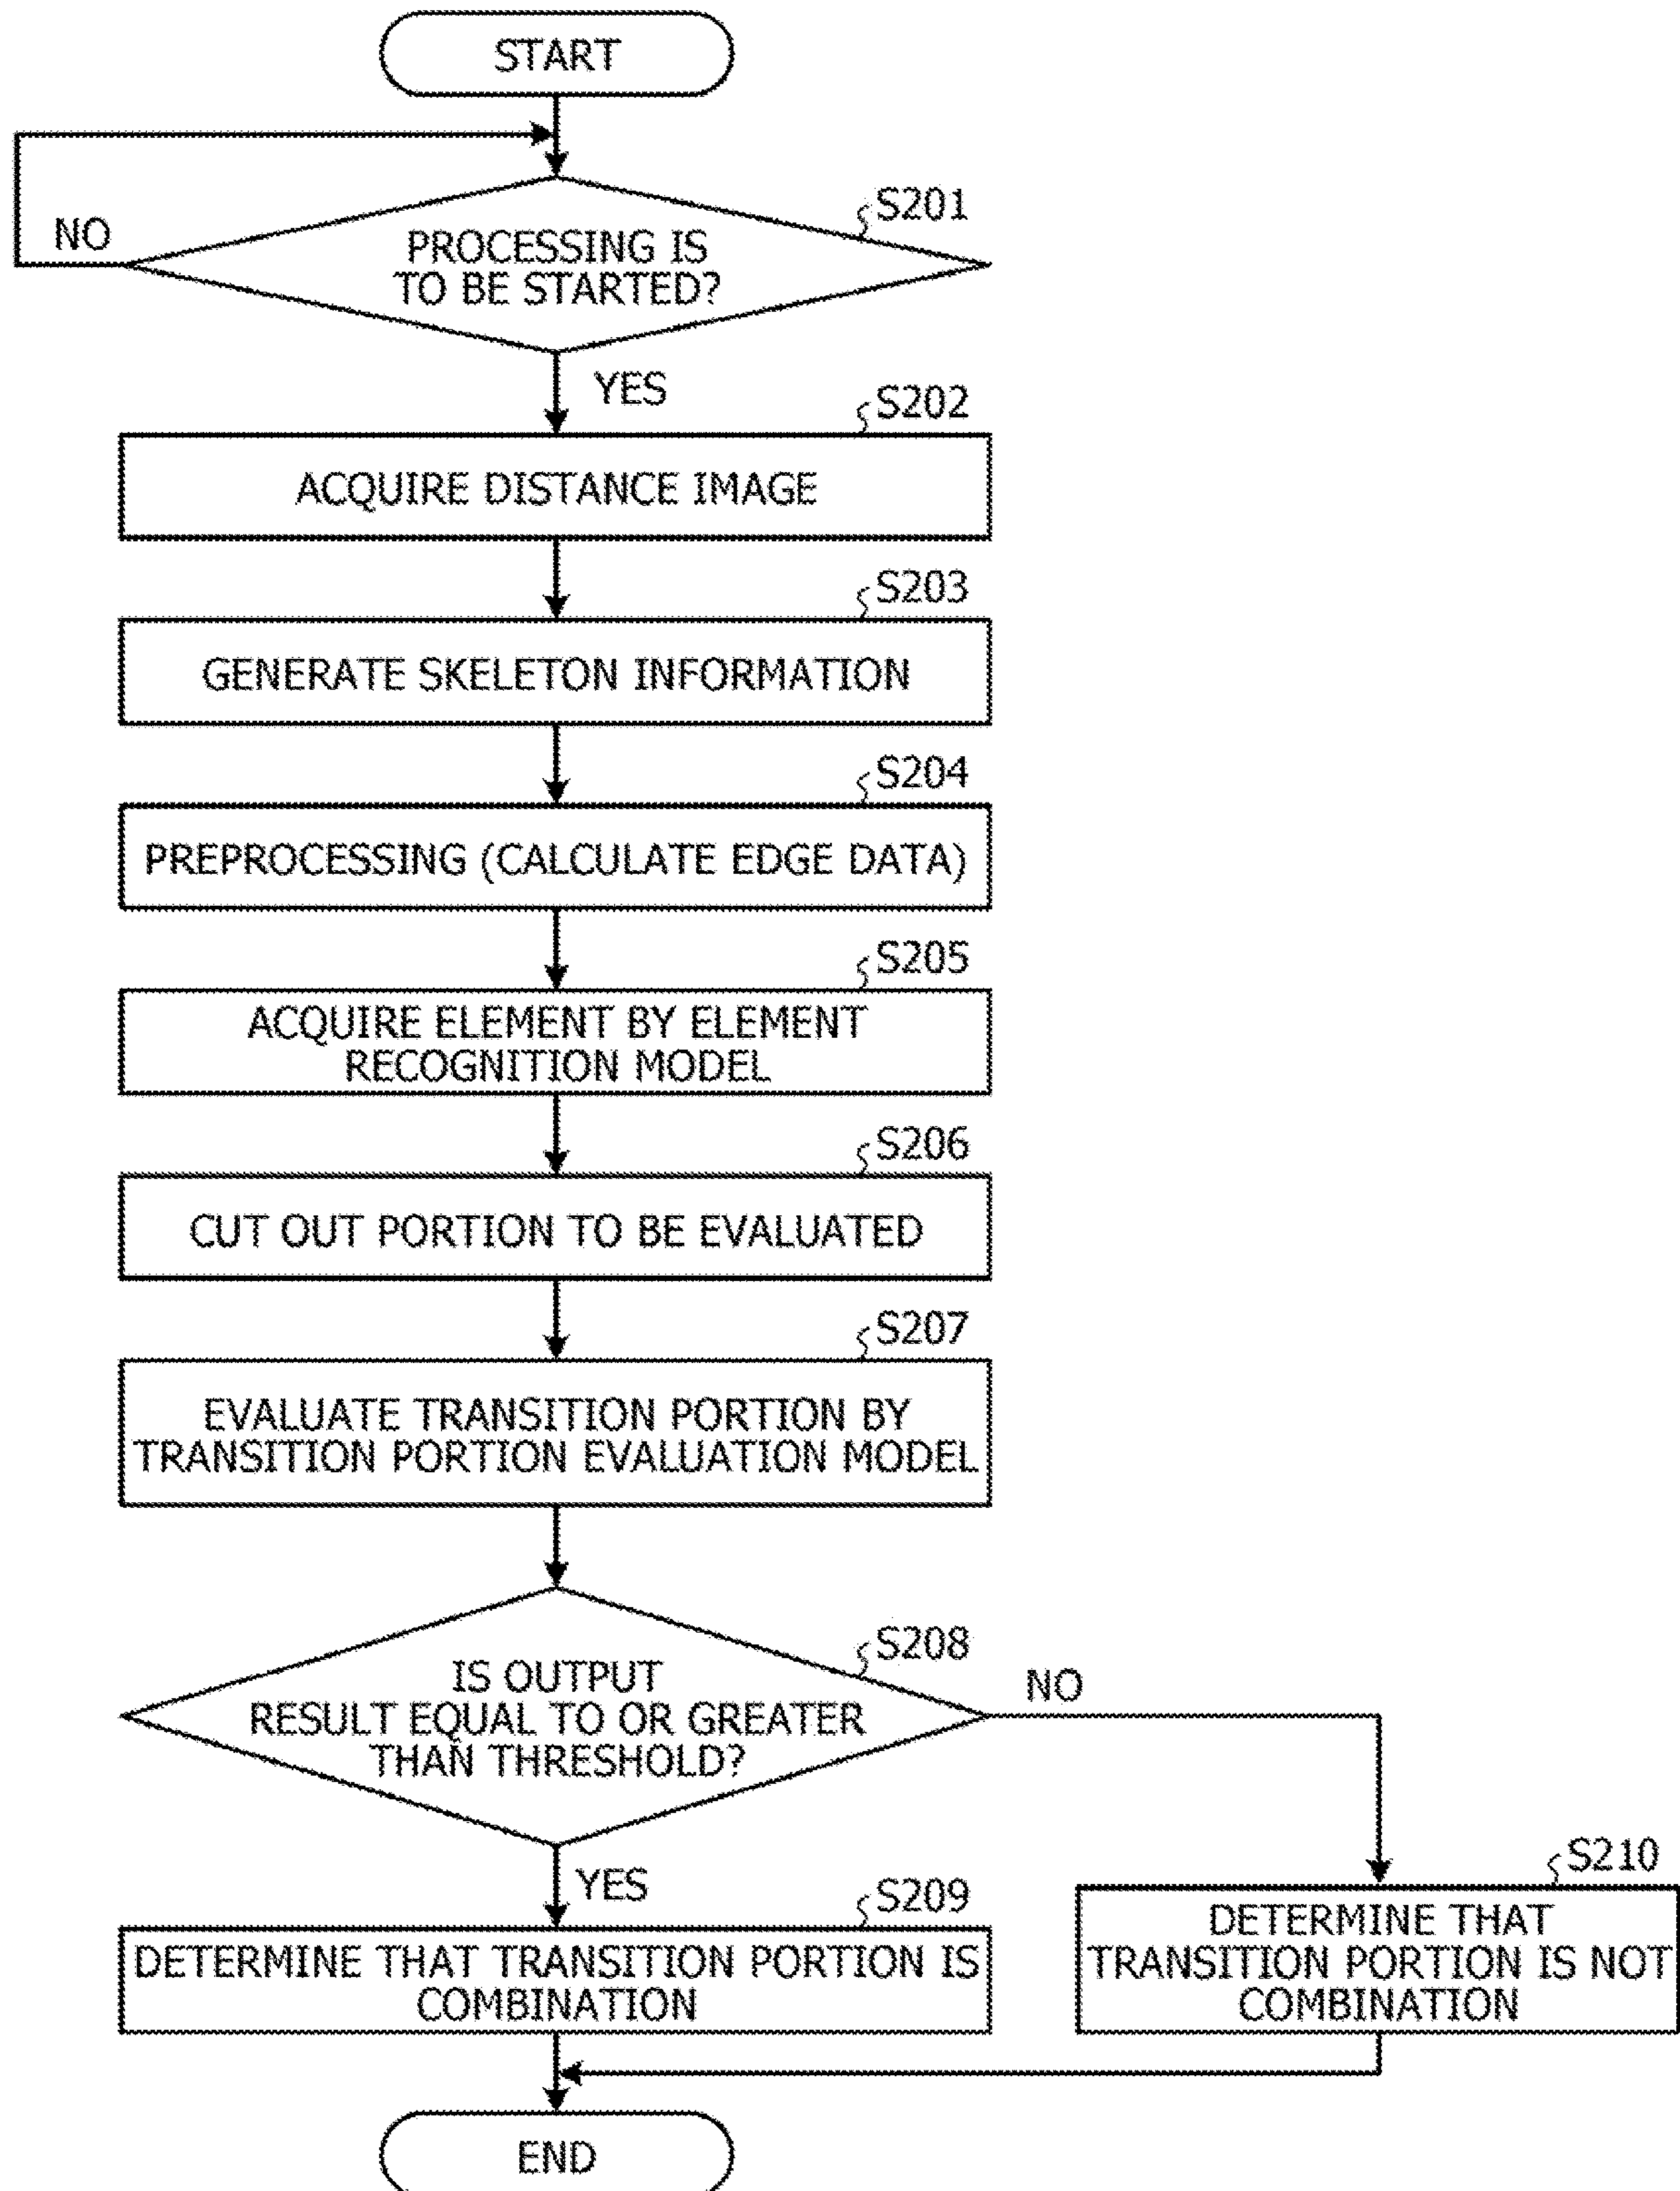 START
S201
NO
PROCESSING IS
TO BE STARTED?
YES
S202
ACQUIRE DISTANCE IMAGE
S203
GENERATE SKELETON INFORMATION
S204
PREPROCESSING (CALCULATE EDGE DATA)
S205
ACQUIRE ELEMENT BY ELEMENT
RECOGNITION MODEL
S206
CUT OUT PORTION TO BE EVALUATED
S207
EVALUATE TRANSITION PORTION BY
TRANSITION PORTION EVALUATION MODEL
S208
IS OUTPUT
RESULT EQUAL TO OR GREATER
THAN THRESHOLD?
NO
YES
S209
DETERMINE THAT TRANSITION PORTION IS
COMBINATION
S210
DETERMINE THAT
TRANSITION PORTION IS NOT
COMBINATION
END